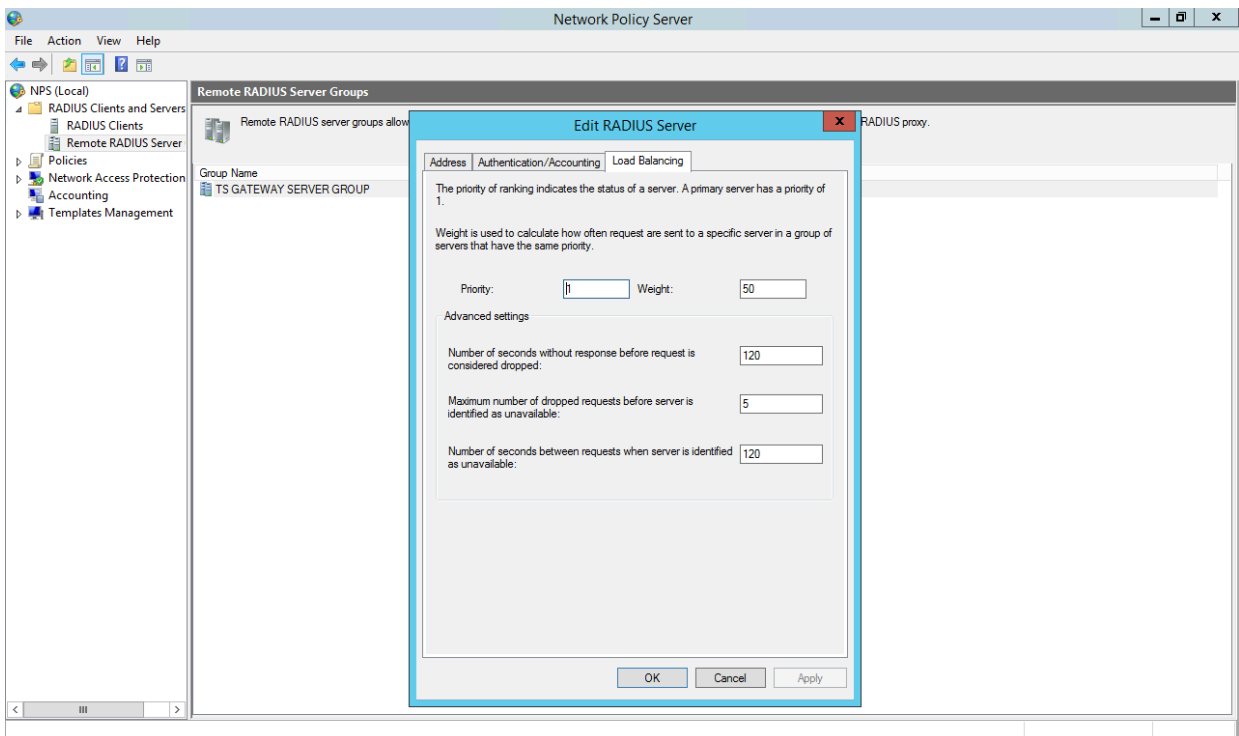 Network Policy Server
File Action View Help
NPS (Local)
RADIUS Clients and Servers
RADIUS Clients
Remote RADIUS Server
Policies
Network Access Protection
Accounting
Templates Management
Remote RADIUS Server Groups
Remote RADIUS server groups allow
RADIUS proxy.
Group Name
TS GATEWAY SERVER GROUP
Edit RADIUS Server
x
Address Authentication/Accounting Load Balancing
The priority of ranking indicates the status of a server. A primary server has a priority of
1.
Weight is used to calculate how often request are sent to a specific server in a group of
servers that have the same priority.
Priority: 1 Weight: 50
Advanced settings
Number of seconds without response before request is
considered dropped:
120
Maximum number of dropped requests before server is
identified as unavailable:
5
Number of seconds between requests when server is identified
as unavailable:
120
OK Cancel Apply